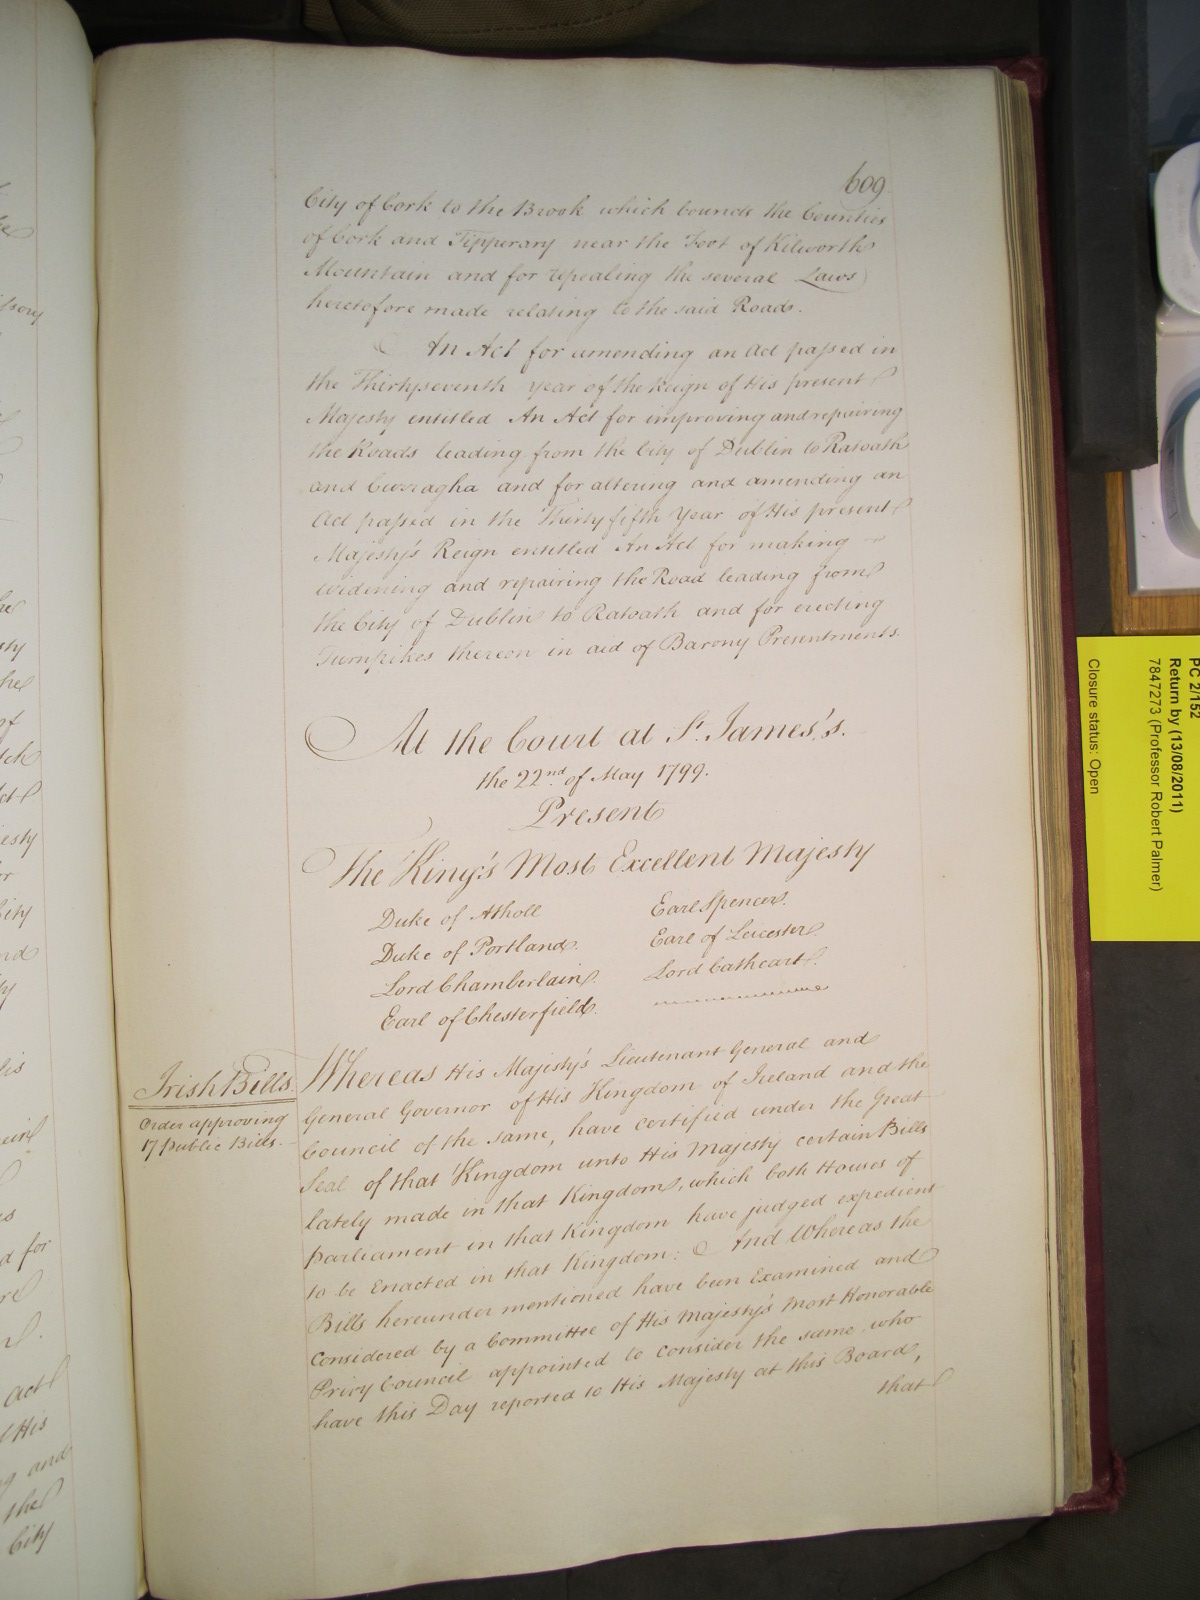 609
City of Cork to the Brook which bounds the Counties
of Cork and Tipperary near the Foot of Kilworth
Mountain and for repealing the several Laws
heretofore made relating to the said Road.
An Act for amending an Act passed in
the Thirtyseventh year of the Reign of His present
Majesty entitled An Act for improving and repairing
the Roads leading from the City of Dublin to Ratoath
and Curragha and for altering and amending an
Act passed in the Thirtyfifth Year of His present
Majesty's Reign entitled An Act for making
widening and repairing the Road leading from
the City of Dublin to Ratoath and for erecting
Turnpikes thereon in aid of Barony Presentments.
At the Court at St. James's.
the 22nd of May 1799.
Present
The King's Most Excellent Majesty
Duke of Atholl
Duke of Portland.
Lord Chamberlain.
Earl of Chesterfield.
Earl Spencer.
Earl of Leicester
Lord Cathcart.
Irish Bills.
Order approving
17 Public Bills.
Whereas His Majesty's Lieutenant General and
General Governor of His Kingdom of Ireland and the
Council of the same, have certified under the Great
Seal of that Kingdom unto His Majesty certain Bills
lately made in that Kingdom, which both Houses of
Parliament in that Kingdom have judged expedient
to be Enacted in that Kingdom: And Whereas the
Bills hereunder mentioned have been Examined and
Considered by a Committee of His Majesty's Most Honorable
Privy Council appointed to consider the same who
have this Day reported to His Majesty at this Board,
that
PC 2/152
Return by (13/08/2011)
7847273 (Professor Robert Palmer)
Closure status: Open